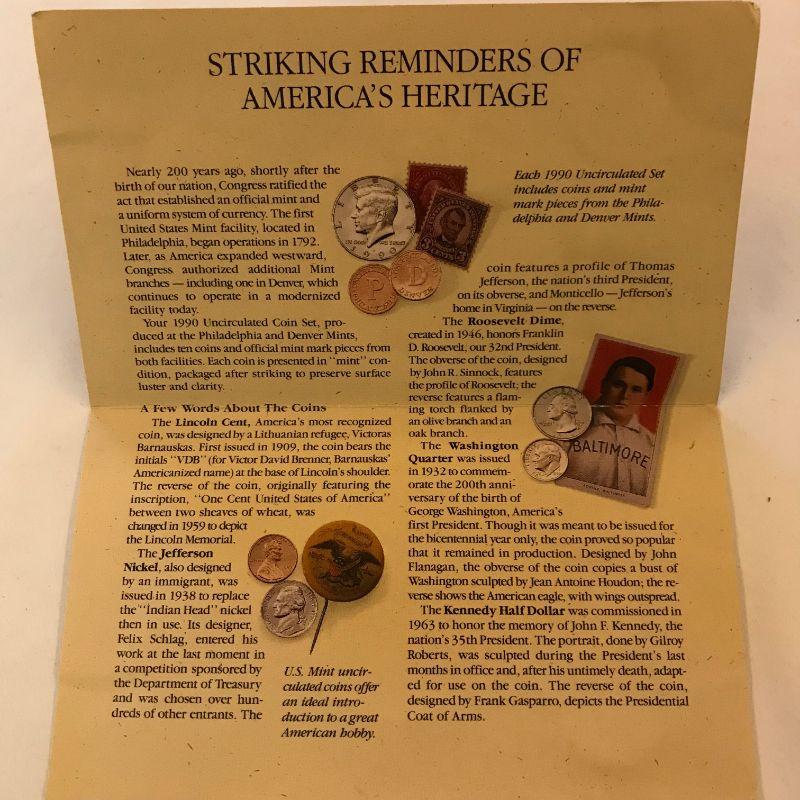 STRIKING REMINDERS OF
AMERICA'S HERITAGE
Nearly 200 years ago, shortly after the
birth of our nation, Congress ratified the
act that established an official mint and
a uniform system of currency. The first
United States Mint facility, located in
Philadelphia, began operations in 1792.
Later, as America expanded westward,
Congress authorized additional Mint
branches — including one in Denver, which
continues to operate in a modernized
facility today.
Your 1990 Uncirculated Coin Set, pro-
duced at the Philadelphia and Denver Mints,
includes ten coins and official mint mark pieces from
both facilities. Each coin is presented in "mint" con-
dition, packaged after striking to preserve surface
luster and clarity.
A Few Words About The Coins
The Lincoln Cent, America's most recognized
coin, was designed by a Lithuanian refugee, Victoras
Barnauskas. First issued in 1909, the coin bears the
initials "VDB" (for Victor David Brenner, Barnauskas'
Americanized name) at the base of Lincoln's shoulder.
The reverse of the coin, originally featuring the
inscription, "One Cent United States of America"
between two sheaves of wheat, was
changed in 1959 to depict
the Lincoln Memorial.
The Jefferson
Nickel, also designed
by an immigrant, was
issued in 1938 to replace
the "Indian Head" nickel
then in use. Its designer,
Felix Schlag, entered his
work at the last moment in
a competition sponsored by
the Department of Treasury
and was chosen over hun-
dreds of other entrants. The
U.S. Mint uncir-
culated coins offer
an ideal intro-
duction to a great
American hobby.
LIBERTY
1990
P
D
DENVER
3 CENTS 3
Each 1990 Uncirculated Set
includes coins and mint
mark pieces from the Phila-
delphia and Denver Mints.
coin features a profile of Thomas
Jefferson, the nation's third President,
on its obverse, and Monticello — Jefferson's
home in Virginia — on the reverse.
The Roosevelt Dime,
created in 1946, honors Franklin
D. Roosevelt, our 32nd President.
The obverse of the coin, designed
by John R. Sinnock, features
the profile of Roosevelt; the
reverse features a flam-
ing torch flanked by
an olive branch and an
oak branch.
The Washington
Quarter was issued
in 1932 to commem-
orate the 200th anni-
versary of the birth of
George Washington, America's
first President. Though it was meant to be issued for
the bicentennial year only, the coin proved so popular
that it remained in production. Designed by John
Flanagan, the obverse of the coin copies a bust of
Washington sculpted by Jean Antoine Houdon; the re-
verse shows the American eagle, with wings outspread.
The Kennedy Half Dollar was commissioned in
1963 to honor the memory of John F. Kennedy, the
nation's 35th President. The portrait, done by Gilroy
Roberts, was sculpted during the President's last
months in office and, after his untimely death, adapt-
ed for use on the coin. The reverse of the coin,
designed by Frank Gasparro, depicts the Presidential
Coat of Arms.
BALTIMORE